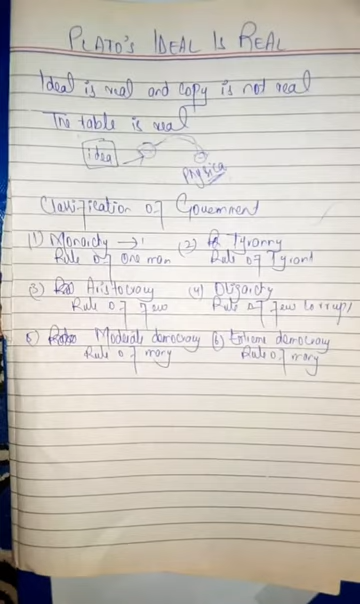 PLATO'S IDEAL IS REAL
Ideal is real and copy is not real
The table is real
idea
Physica
Classification of Government
(1) Monarchy → 1 (2) Tyranny
Rule of one man Rule of Tyrant
(3) Aristocracy (4) Oligarchy
Rule of few Rule of few corrupt
5) Moderate democracy (6) Extreme democracy
Rule of many Rule of many